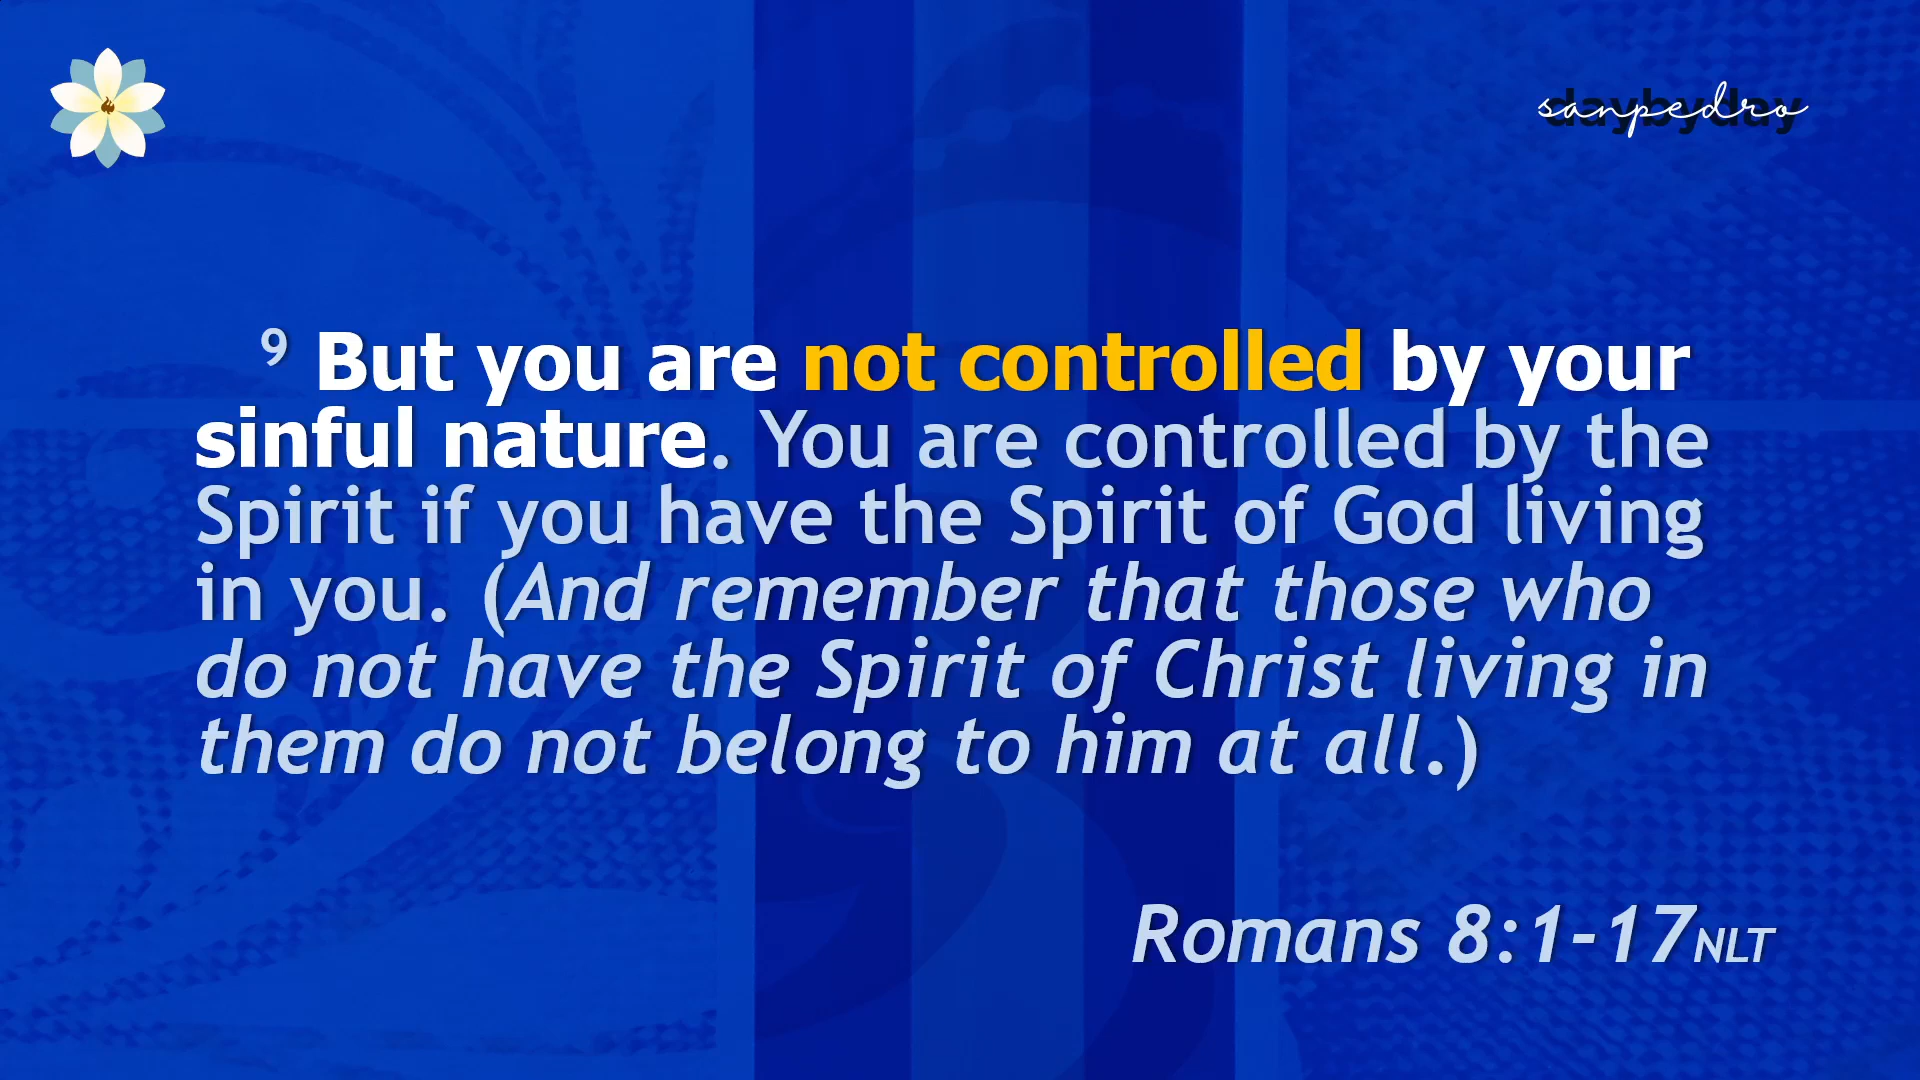 daybyday
sanpedro
9 But you are not controlled by your
sinful nature. You are controlled by the
Spirit if you have the Spirit of God living
in you. (And remember that those who
do not have the Spirit of Christ living in
them do not belong to him at all.)
Romans 8:1-17NLT